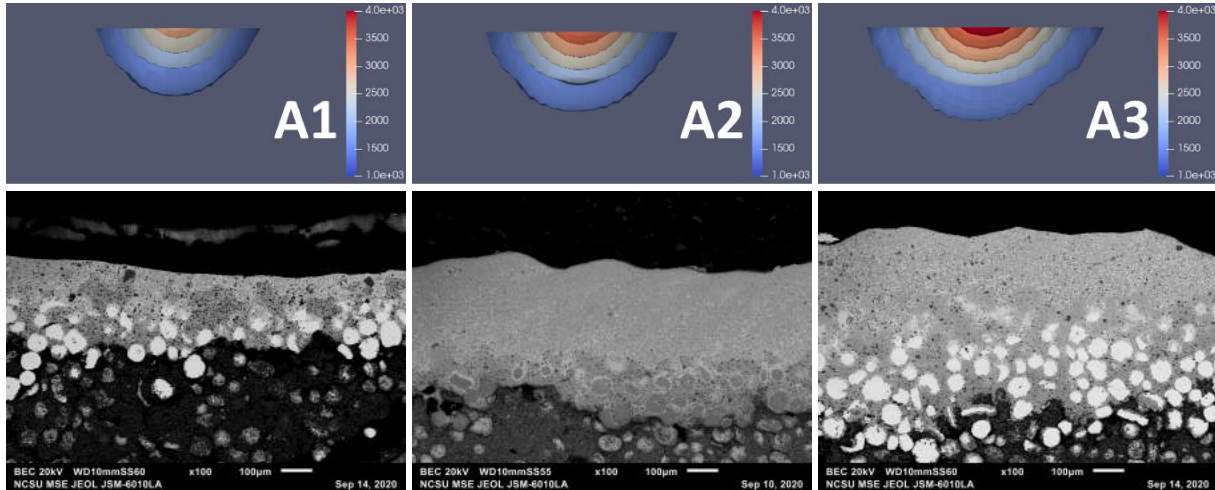 4.0e+03
3500
3000
2500
2000
1500
1.0e+03
A1
4.0e+03
3500
3000
2500
2000
1500
1.0e+03
A2
4.0e+03
3500
3000
2500
2000
1500
1.0e+03
A3
BEC 20kV WD10mmSS60 x100 100µm
NCSU MSE JEOL JSM-6010LA Sep 14, 2020
BEC 20kV WD10mmSS55 x100 100µm
NCSU MSE JEOL JSM-6010LA Sep 10, 2020
BEC 20kV WD10mmSS60 x100 100µm
NCSU MSE JEOL JSM-6010LA Sep 14, 2020